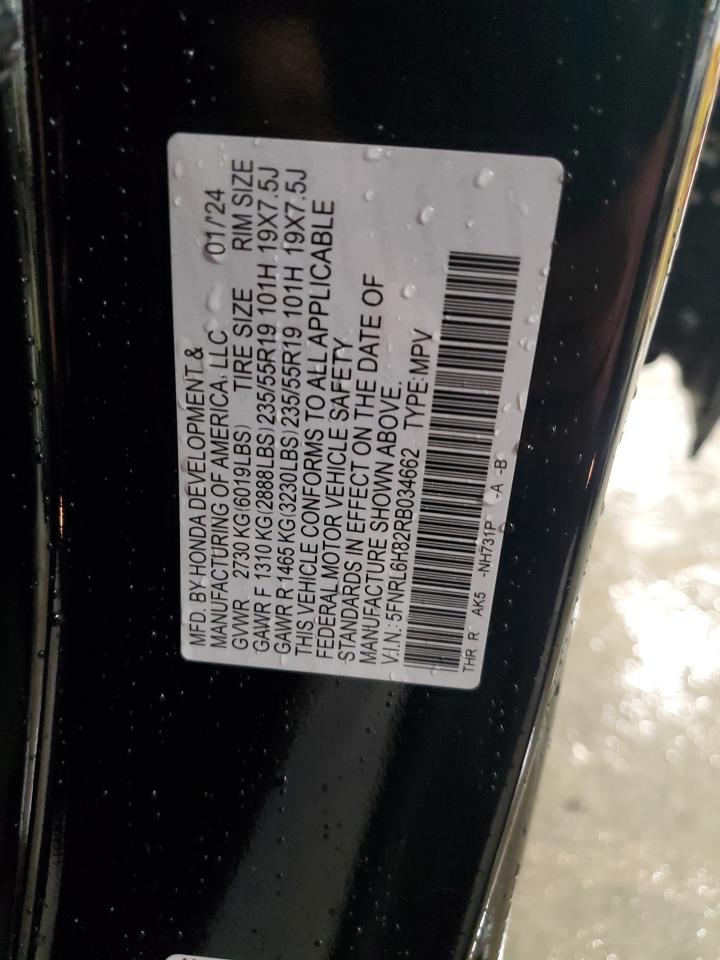 MFD. BY HONDA DEVELOPMENT &
MANUFACTURING OF AMERICA, LLC 01/'24
GVWR 2730 KG(6019LBS) TIRE SIZE RIM SIZE
GAWR F 1310 KG(2888LBS) 235/55R19 101H 19X7.5J
GAWR R 1465 KG(3230LBS) 235/55R19 101H 19X7.5J
THIS VEHICLE CONFORMS TO ALL APPLICABLE
FEDERAL MOTOR VEHICLE SAFETY
STANDARDS IN EFFECT ON THE DATE OF
MANUFACTURE SHOWN ABOVE.
V.I.N.: 5FNRL6H82RB034662 TYPE:MPV
THR R AK5 -NH731P -A -B